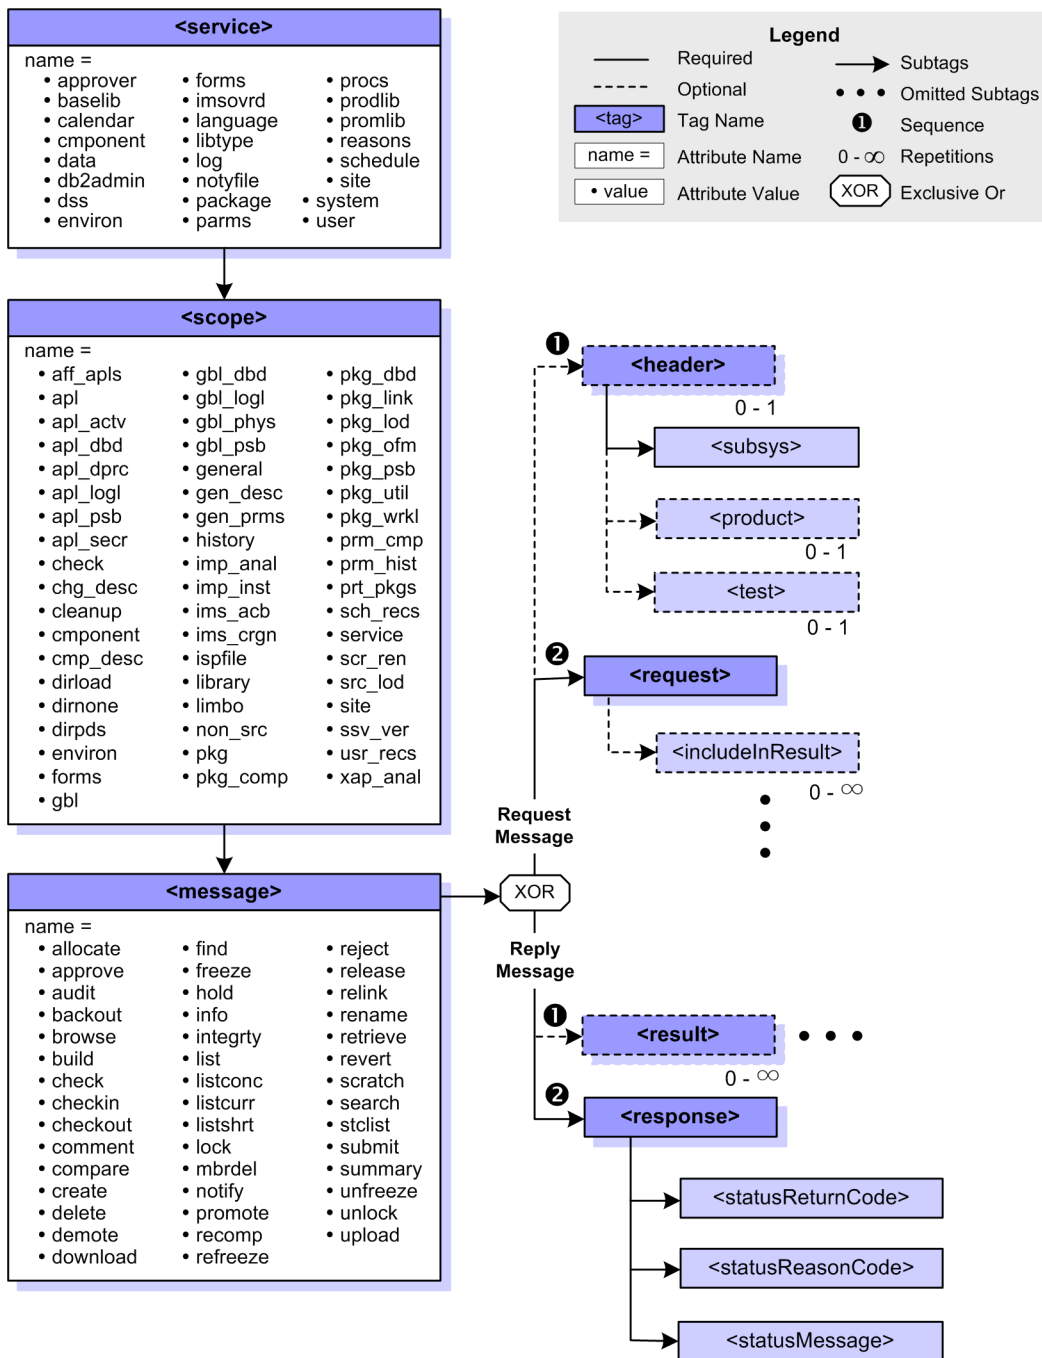 <service>
name =
• approver
• baselib
• calendar
• cmponent
• data
• db2admin
• dss
• environ
• forms
• imsovrd
• language
• libtype
• log
• notyfile
• package
• parms
• procs
• prodlib
• promlib
• reasons
• schedule
• site
• system
• user
Legend
Required
Optional
<tag> Tag Name
name = Attribute Name
• value Attribute Value
Subtags
• • • Omitted Subtags
❶ Sequence
0 - ∞ Repetitions
XOR Exclusive Or
<scope>
name =
• aff_apls
• apl
• apl_actv
• apl_dbd
• apl_dprc
• apl_logl
• apl_psb
• apl_secr
• check
• chg_desc
• cleanup
• cmponent
• cmp_desc
• dirload
• dirnone
• dirpds
• environ
• forms
• gbl
• gbl_dbd
• gbl_logl
• gbl_phys
• gbl_psb
• general
• gen_desc
• gen_prms
• history
• imp_anal
• imp_inst
• ims_acb
• ims_crgn
• ispfile
• library
• limbo
• non_src
• pkg
• pkg_comp
• pkg_dbd
• pkg_link
• pkg_lod
• pkg_ofm
• pkg_psb
• pkg_util
• pkg_wrkl
• prm_cmp
• prm_hist
• prt_pkgs
• sch_recs
• service
• scr_ren
• src_lod
• site
• ssv_ver
• usr_recs
• xap_anal
<message>
name =
• allocate
• approve
• audit
• backout
• browse
• build
• check
• checkin
• checkout
• comment
• compare
• create
• delete
• demote
• download
• find
• freeze
• hold
• info
• integrty
• list
• listconc
• listcurr
• listshrt
• lock
• mbrdel
• notify
• promote
• recomp
• refreeze
• reject
• release
• relink
• rename
• retrieve
• revert
• scratch
• search
• stclist
• submit
• summary
• unfreeze
• unlock
• upload
❶
<header>
0 - 1
<subsys>
<product>
0 - 1
<test>
0 - 1
❷
<request>
<includeInResult>
0 - ∞
Request
Message
XOR
Reply
Message
❶
<result>
0 - ∞
❷
<response>
<statusReturnCode>
<statusReasonCode>
<statusMessage>